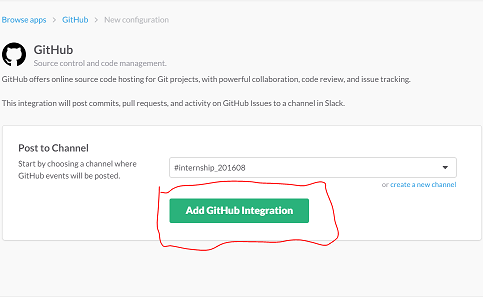 Browse apps > GitHub > New configuration
GitHub
Source control and code management.
GitHub offers online source code hosting for Git projects, with powerful collaboration, code review, and issue tracking.
This integration will post commits, pull requests, and activity on GitHub Issues to a channel in Slack.
Post to Channel
Start by choosing a channel where
GitHub events will be posted.
#internship_201608
or create a new channel
Add GitHub Integration